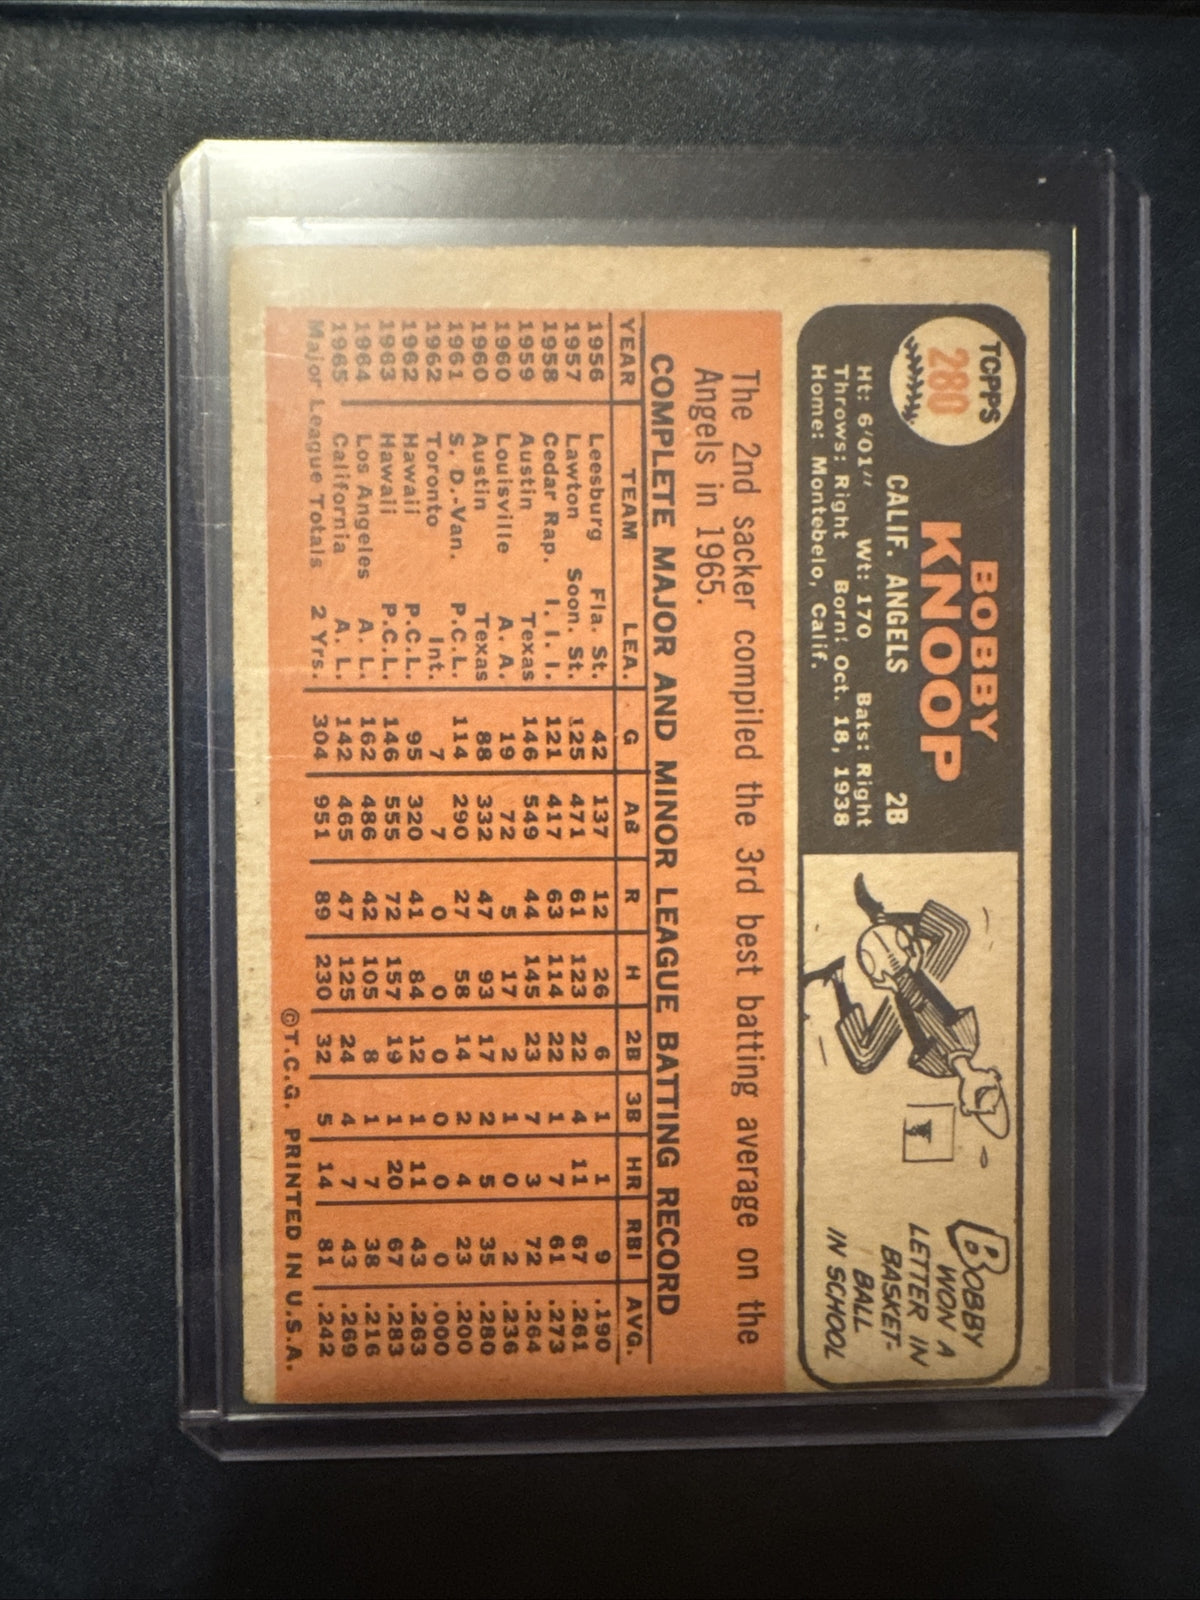 TOPPS
280
BOBBY
KNOOP
CALIF. ANGELS 2B
Ht: 6'01" Wt: 170 Bats: Right
Throws: Right Born: Oct. 18, 1938
Home: Montebelo, Calif.
BOBBY
WON A
LETTER IN
BASKET-
BALL
IN SCHOOL
The 2nd sacker compiled the 3rd best batting average on the
Angels in 1965.
COMPLETE MAJOR AND MINOR LEAGUE BATTING RECORD
YEAR TEAM LEA. G AB R H 2B 3B HR RBI AVG.
1956 Leesburg Fla. St. 42 137 12 26 6 1 1 9 .190
1957 Lawton Soon. St. 125 471 61 123 22 4 11 67 .261
1958 Cedar Rap. I. I. I. 121 417 63 114 22 1 7 61 .273
1959 Austin Texas 146 549 44 145 23 7 3 72 .264
1960 Louisville A. A. 19 72 5 17 2 1 0 2 .236
1960 Austin Texas 88 332 47 93 17 2 5 35 .280
1961 S. D.-Van. P.C.L. 114 290 27 58 14 2 4 23 .200
1962 Toronto Int. 7 7 0 0 0 0 0 0 .000
1962 Hawaii P.C.L. 95 320 41 84 12 1 11 43 .263
1963 Hawaii P.C.L. 146 555 72 157 19 1 20 67 .283
1964 Los Angeles A. L. 162 486 42 105 8 1 7 38 .216
1965 California A. L. 142 465 47 125 24 4 7 43 .269
Major League Totals 2 Yrs. 304 951 89 230 32 5 14 81 .242
©T.C.G. PRINTED IN U.S.A.